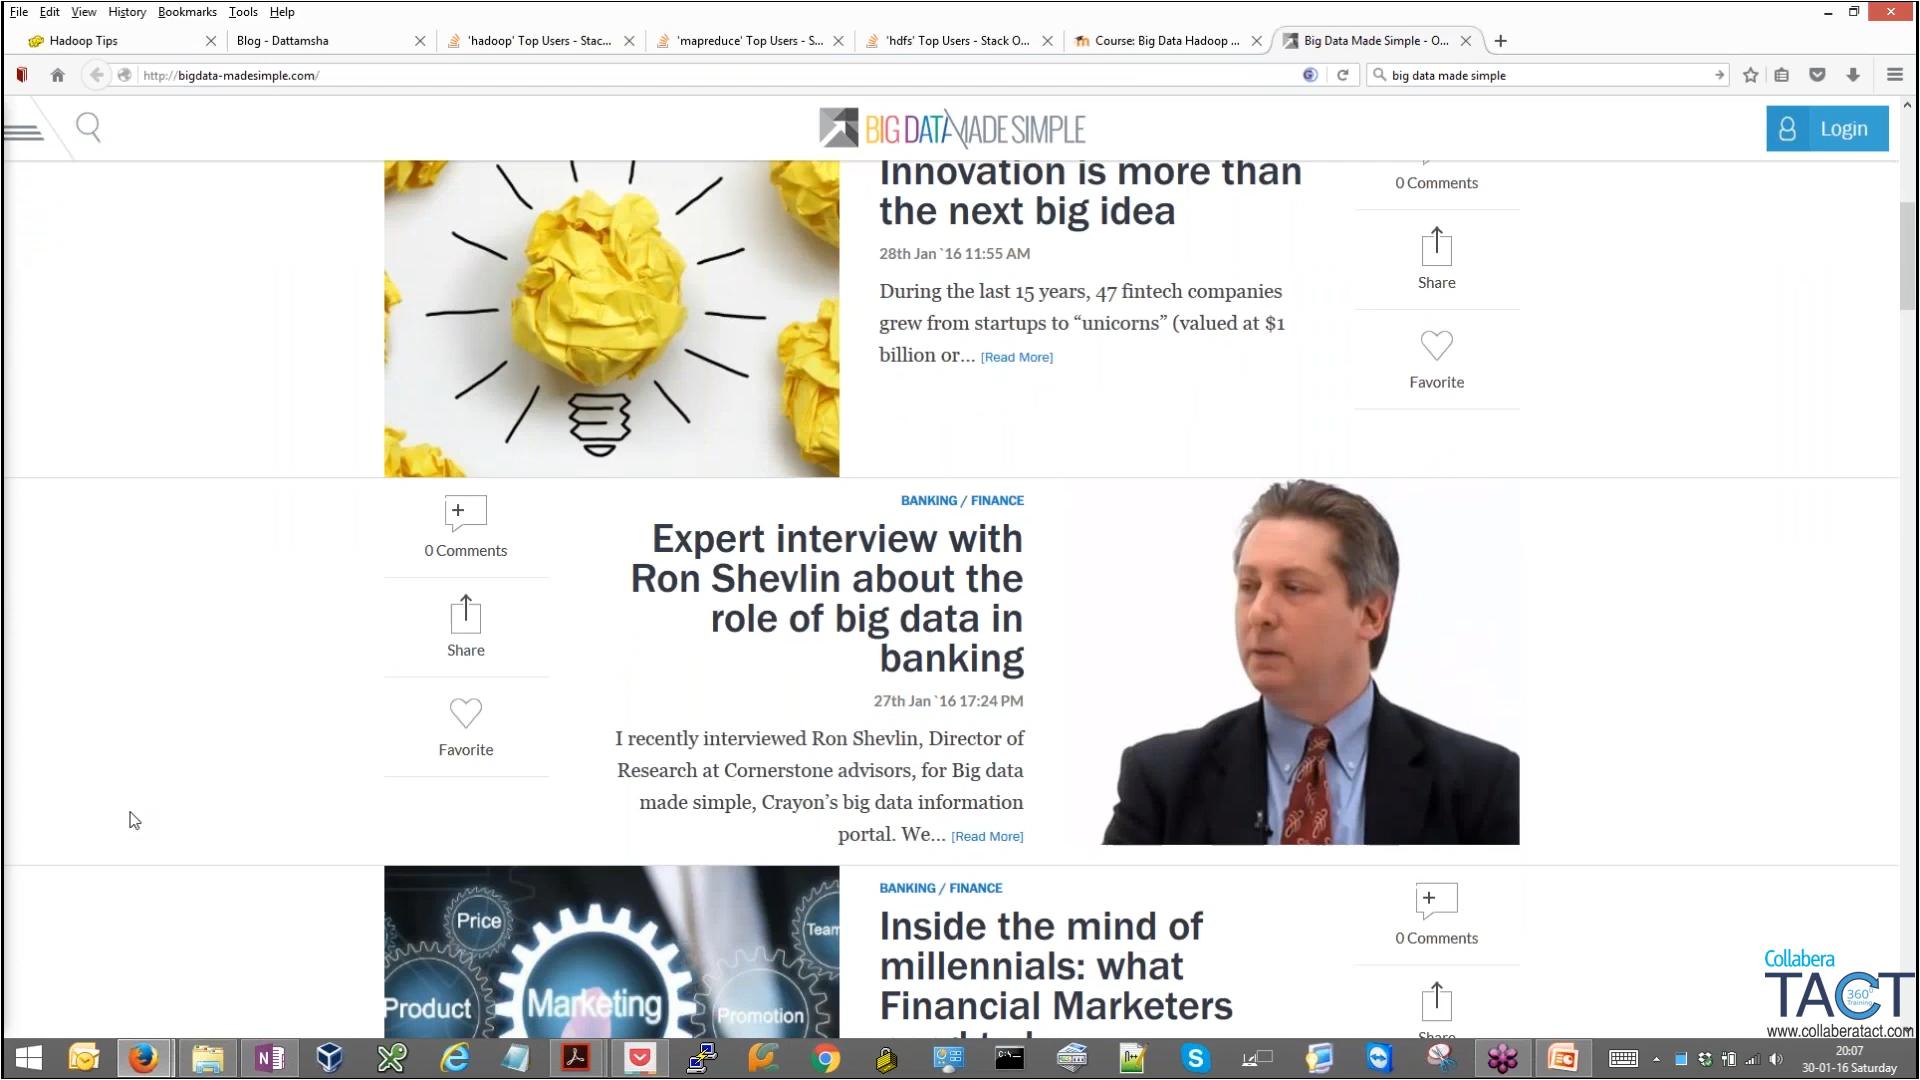 File Edit View History Bookmarks Tools Help
Hadoop Tips
Blog - Dattamsha
'hadoop' Top Users - Stac...
'mapreduce' Top Users - S...
'hdfs' Top Users - Stack O...
Course: Big Data Hadoop ...
Big Data Made Simple - O...
http://bigdata-madesimple.com/
big data made simple
BIG DATA MADE SIMPLE
Login
Innovation is more than
the next big idea
28th Jan `16 11:55 AM
During the last 15 years, 47 fintech companies
grew from startups to “unicorns” (valued at $1
billion or... [Read More]
0 Comments
Share
Favorite
0 Comments
Share
Favorite
BANKING / FINANCE
Expert interview with
Ron Shevlin about the
role of big data in
banking
27th Jan `16 17:24 PM
I recently interviewed Ron Shevlin, Director of
Research at Cornerstone advisors, for Big data
made simple, Crayon’s big data information
portal. We... [Read More]
Price
Team
Product
Marketing
Promotion
BANKING / FINANCE
Inside the mind of
millennials: what
Financial Marketers
0 Comments
Share
Collabera
TACT
360°
Training
www.collaberatact.com
20:07
30-01-16 Saturday